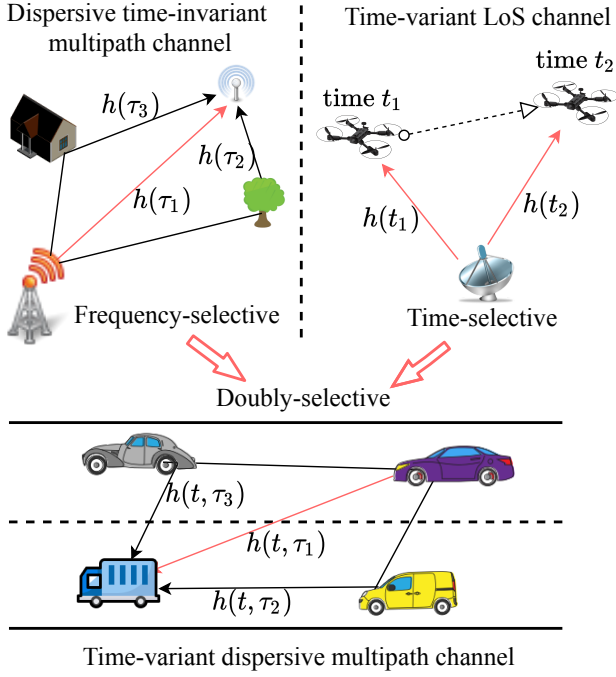 Dispersive time-invariant
multipath channel
h(τ₃)
h(τ₂)
h(τ₁)
Frequency-selective
Time-variant LoS channel
time t₂
time t₁
h(t₁)
h(t₂)
Time-selective
Doubly-selective
h(t, τ₃)
h(t, τ₁)
h(t, τ₂)
Time-variant dispersive multipath channel